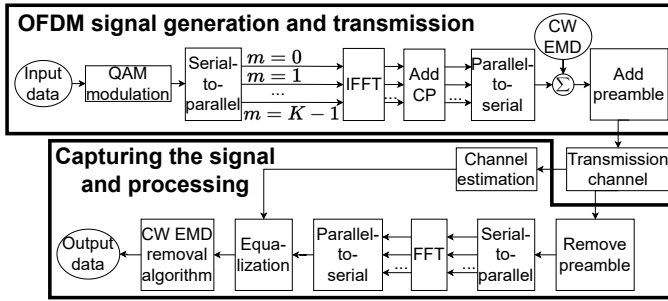 OFDM signal generation and transmission
Input
data
QAM
modulation
Serial-
to-
parallel
m = 0
m = 1
...
m = K − 1
IFFT
...
Add
CP
...
Parallel-
to-
serial
CW
EMD
Σ
Add
preamble
Capturing the signal
and processing
Channel
estimation
Transmission
channel
Output
data
CW EMD
removal
algorithm
Equa-
lization
Parallel-
to-
serial
...
FFT
...
Serial-
to-
parallel
Remove
preamble